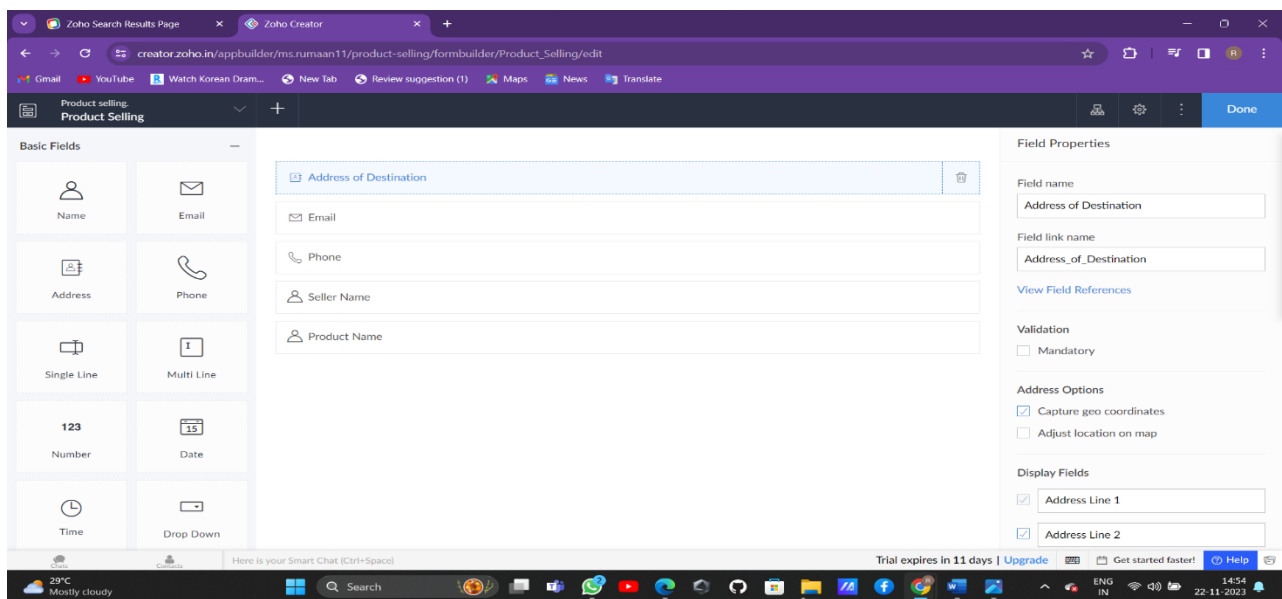 Zoho Search Results Page
Zoho Creator
creator.zoho.in/appbuilder/ms.rumaan11/product-selling/formbuilder/Product_Selling/edit
B
Gmail YouTube Watch Korean Dram... New Tab Review suggestion (1) Maps News Translate
Product selling.
Product Selling
Done
Basic Fields
Name Email
Address Phone
Single Line Multi Line
123 15
Number Date
Time Drop Down
Address of Destination
Email
Phone
Seller Name
Product Name
Field Properties
Field name
Address of Destination
Field link name
Address_of_Destination
View Field References
Validation
Mandatory
Address Options
Capture geo coordinates
Adjust location on map
Display Fields
Address Line 1
Address Line 2
Chats Contacts Here is your Smart Chat (Ctrl+Space) Trial expires in 11 days | Upgrade Get started faster! Help
29°C
Mostly cloudy
Search
ENG
IN
14:54
22-11-2023